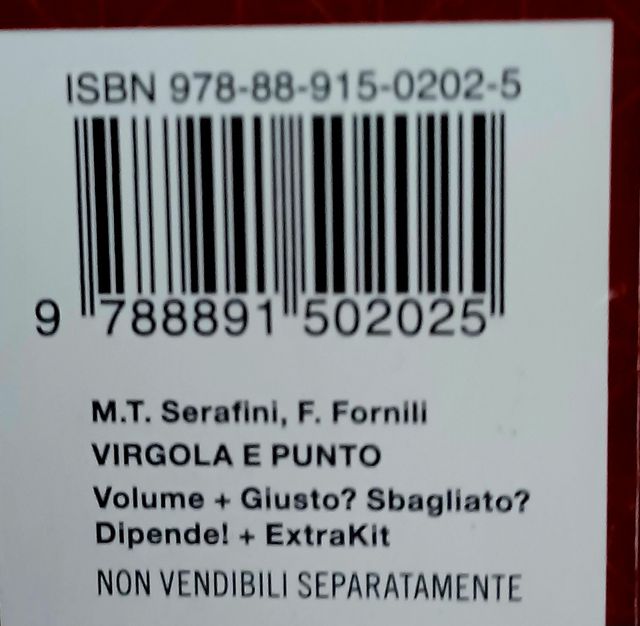 ISBN 978-88-915-0202-5
9 788891 502025
M.T. Serafini, F. Fornili
VIRGOLA E PUNTO
Volume + Giusto? Sbagliato?
Dipende! + ExtraKit
NON VENDIBILI SEPARATAMENTE